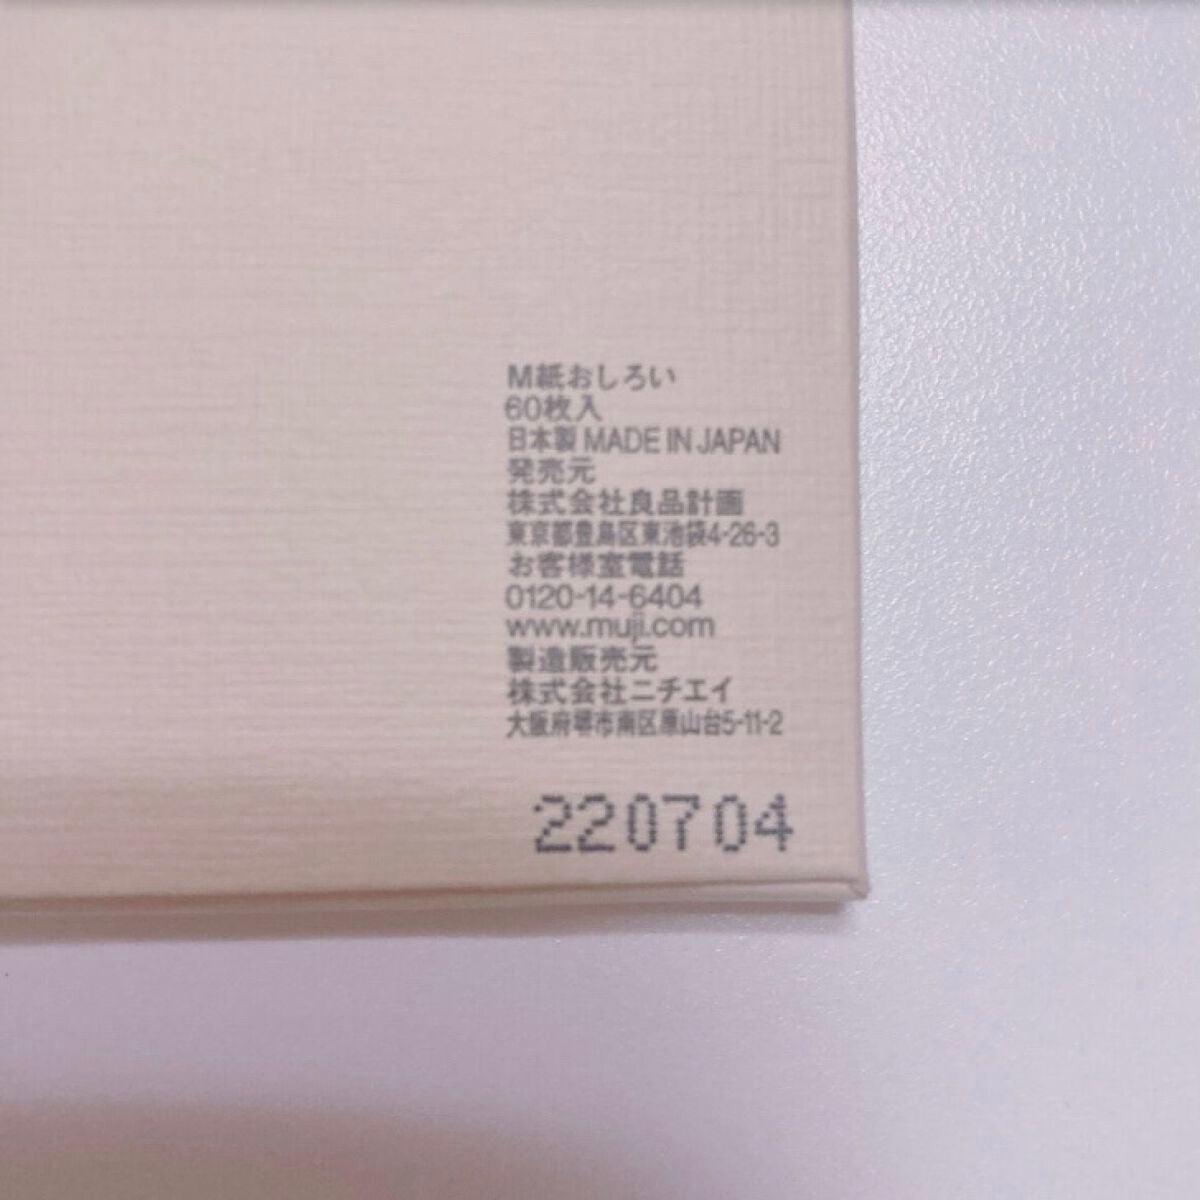 M紙おしろい
60枚入
日本製 MADE IN JAPAN
発売元
株式会社良品計画
東京都豊島区東池袋4-26-3
お客様室電話
0120-14-6404
www.muji.com
製造販売元
株式会社ニチエイ
大阪府堺市南区原山台5-11-2
220704